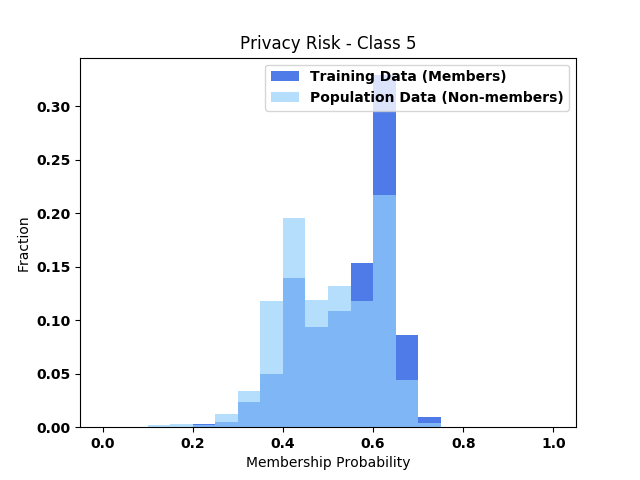 Privacy Risk - Class 5
Training Data (Members)
Population Data (Non-members)
Fraction
0.30
0.25
0.20
0.15
0.10
0.05
0.00
0.0 0.2 0.4 0.6 0.8 1.0
Membership Probability